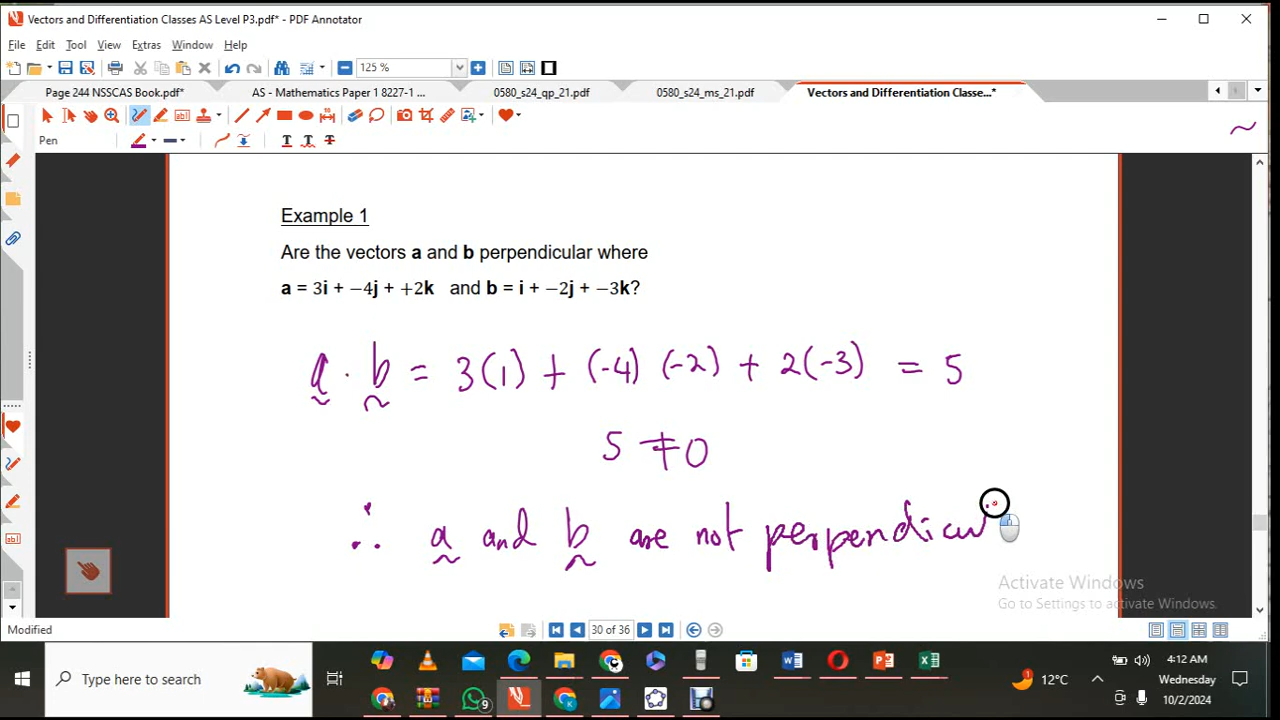 Vectors and Differentiation Classes AS Level P3.pdf* - PDF Annotator
File Edit Tool View Extras Window Help
125 %
Page 244 NSSCAS Book.pdf* AS - Mathematics Paper 1 8227-1 ... 0580_s24_qp_21.pdf 0580_s24_ms_21.pdf Vectors and Differentiation Classe...*
Pen
Example 1
Are the vectors a and b perpendicular where
a = 3i + −4j + +2k and b = i + −2j + −3k?
a · b = 3(1) + (-4) (-2) + 2(-3) = 5
5 ≠ 0
∴ a and b are not perpendicu
Activate Windows
Go to Settings to activate Windows.
Modified 30 of 36
Type here to search
9
12°C
4:12 AM
Wednesday
10/2/2024